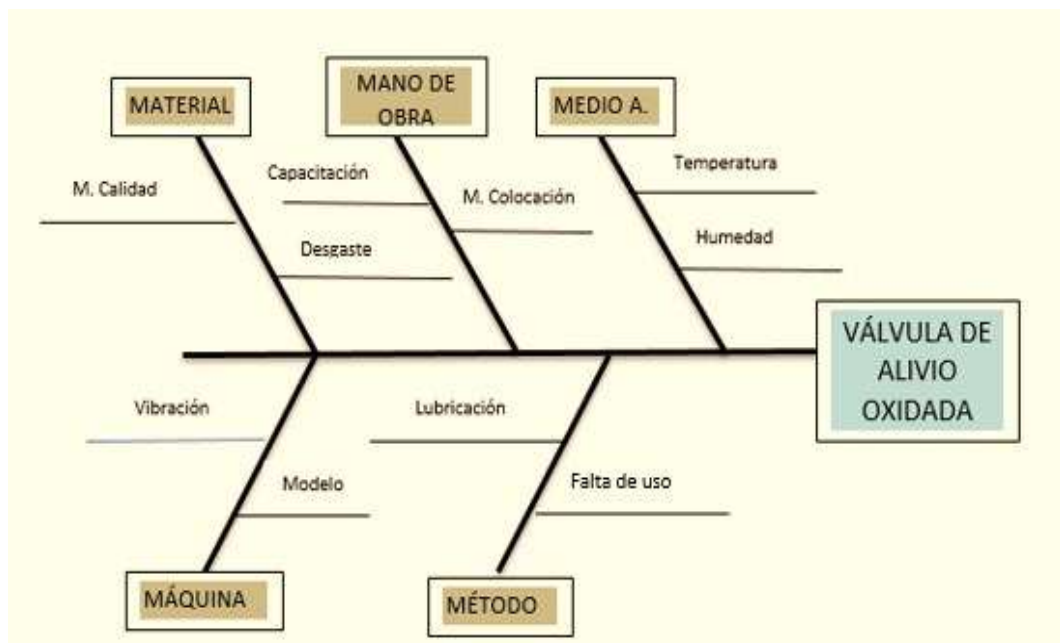 MATERIAL
MANO DE
OBRA
MEDIO A.
M. Calidad
Capacitación
Desgaste
M. Colocación
Temperatura
Humedad
VÁLVULA DE
ALIVIO
OXIDADA
Vibración
Modelo
Lubricación
Falta de uso
MÁQUINA
MÉTODO